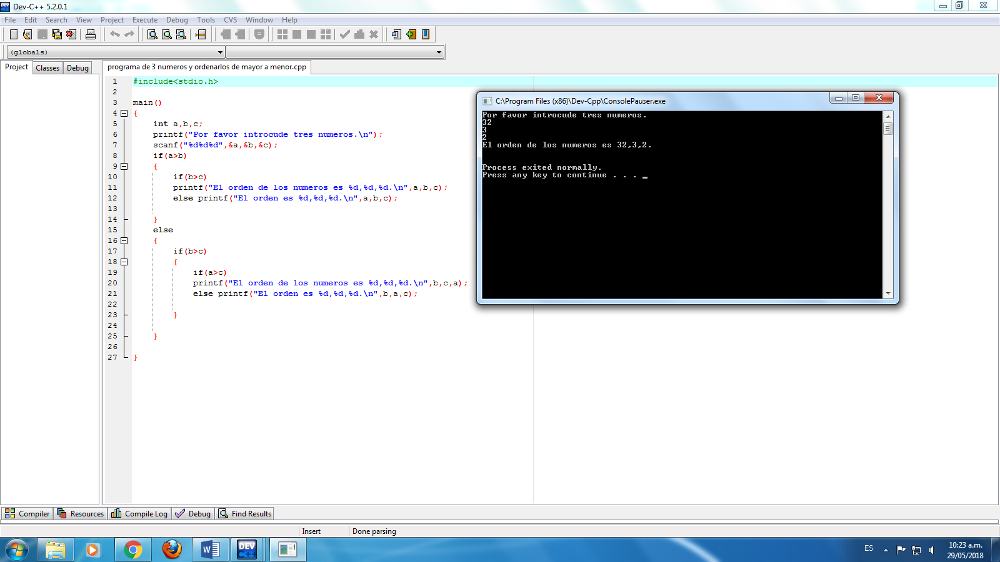 Dev-C++ 5.2.0.1
File Edit Search View Project Execute Debug Tools CVS Window Help
(globals)
Project Classes Debug
programa de 3 numeros y ordenarlos de mayor a menor.cpp
1 #include<stdio.h>
2
3 main()
4 {
5 int a,b,c;
6 printf("Por favor introcude tres numeros.\n");
7 scanf("%d%d%d",&a,&b,&c);
8 if(a>b)
9 {
10 if(b>c)
11 printf("El orden de los numeros es %d,%d,%d.\n",a,b,c);
12 else printf("El orden es %d,%d,%d.\n",a,b,c);
13
14 }
15 else
16 {
17 if(b>c)
18 {
19 if(a>c)
20 printf("El orden de los numeros es %d,%d,%d.\n",b,c,a);
21 else printf("El orden es %d,%d,%d.\n",b,a,c);
22
23 }
24
25 }
26
27 }
C:\Program Files (x86)\Dev-Cpp\ConsolePauser.exe
Por favor introcude tres numeros.
32
3
2
El orden de los numeros es 32,3,2.
Process exited normally.
Press any key to continue . . . _
Compiler Resources Compile Log Debug Find Results
Insert Done parsing
DEV C++
ES
10:23 a.m.
29/05/2018